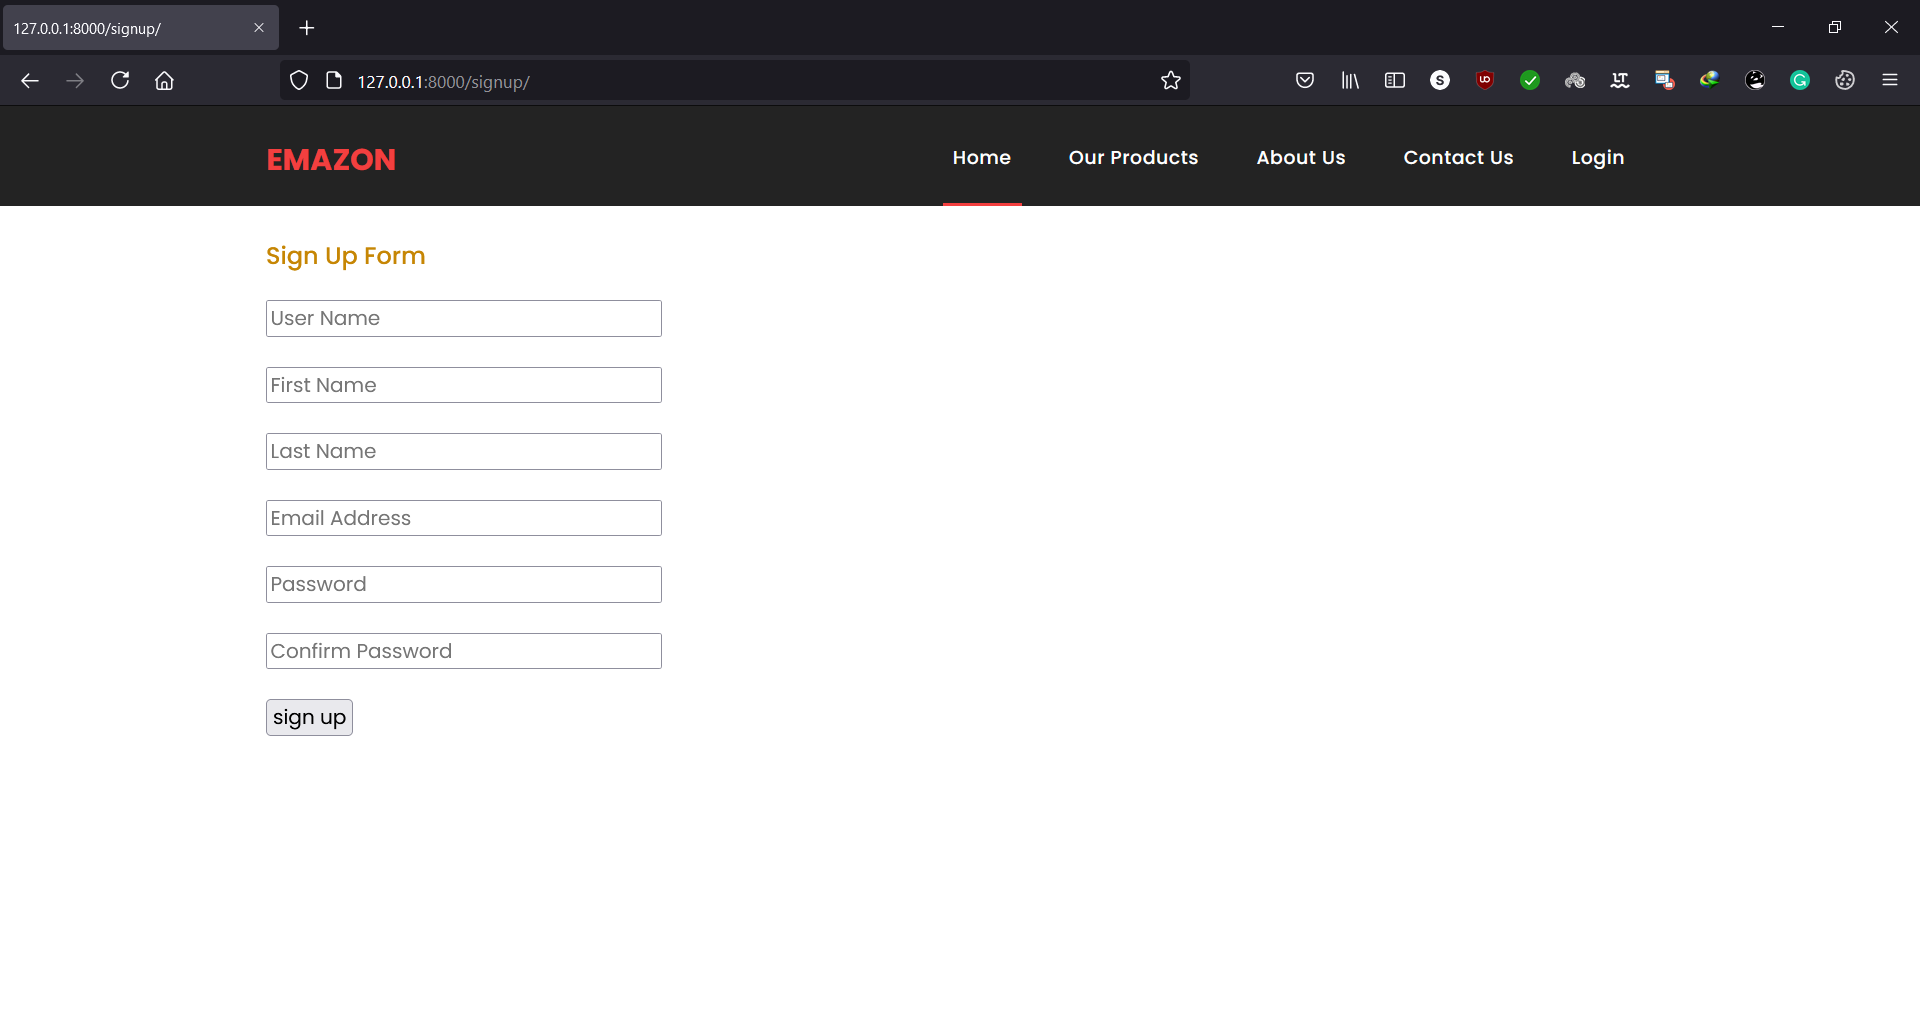 127.0.0.1:8000/signup/
127.0.0.1:8000/signup/
EMAZON
Home Our Products About Us Contact Us Login
Sign Up Form
User Name
First Name
Last Name
Email Address
Password
Confirm Password
sign up